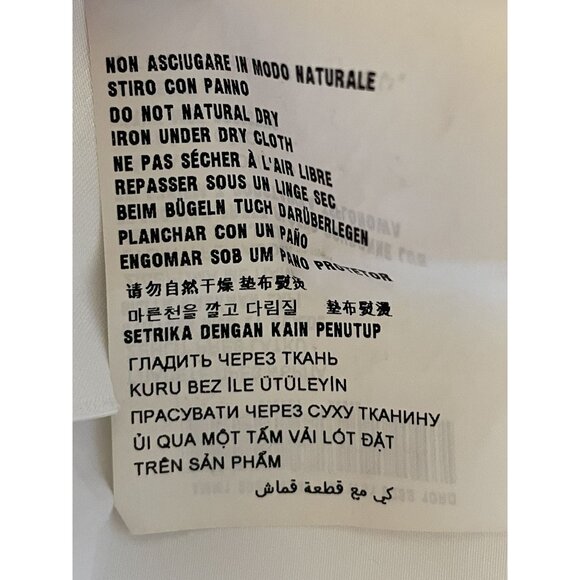 NON ASCIUGARE IN MODO NATURALE
STIRO CON PANNO
DO NOT NATURAL DRY
IRON UNDER DRY CLOTH
NE PAS SÉCHER À L'AIR LIBRE
REPASSER SOUS UN LINGE SEC
BEIM BÜGELN TUCH DARÜBERLEGEN
PLANCHAR CON UN PAÑO
ENGOMAR SOB UM PANO PROTETOR
请勿自然干燥 垫布熨烫
마른천을 깔고 다림질 垫布熨燙
SETRIKA DENGAN KAIN PENUTUP
ГЛАДИТЬ ЧЕРЕЗ ТКАНЬ
KURU BEZ İLE ÜTÜLEYİN
ПРАСУВАТИ ЧЕРЕЗ СУХУ ТКАНИНУ
ỦI QUA MỘT TẤM VẢI LÓT ĐẶT
TRÊN SẢN PHẨM
كي مع قطعة قماش